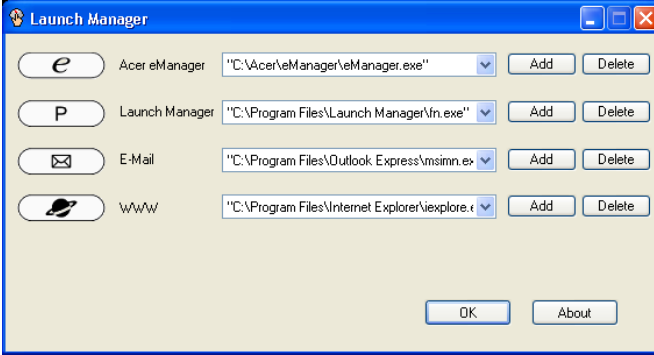 Launch Manager
e Acer eManager "C:\Acer\eManager\eManager.exe" Add Delete
P Launch Manager "C:\Program Files\Launch Manager\fn.exe" Add Delete
E-Mail "C:\Program Files\Outlook Express\msimn.ex Add Delete
WWW "C:\Program Files\Internet Explorer\iexplore.e Add Delete
OK About